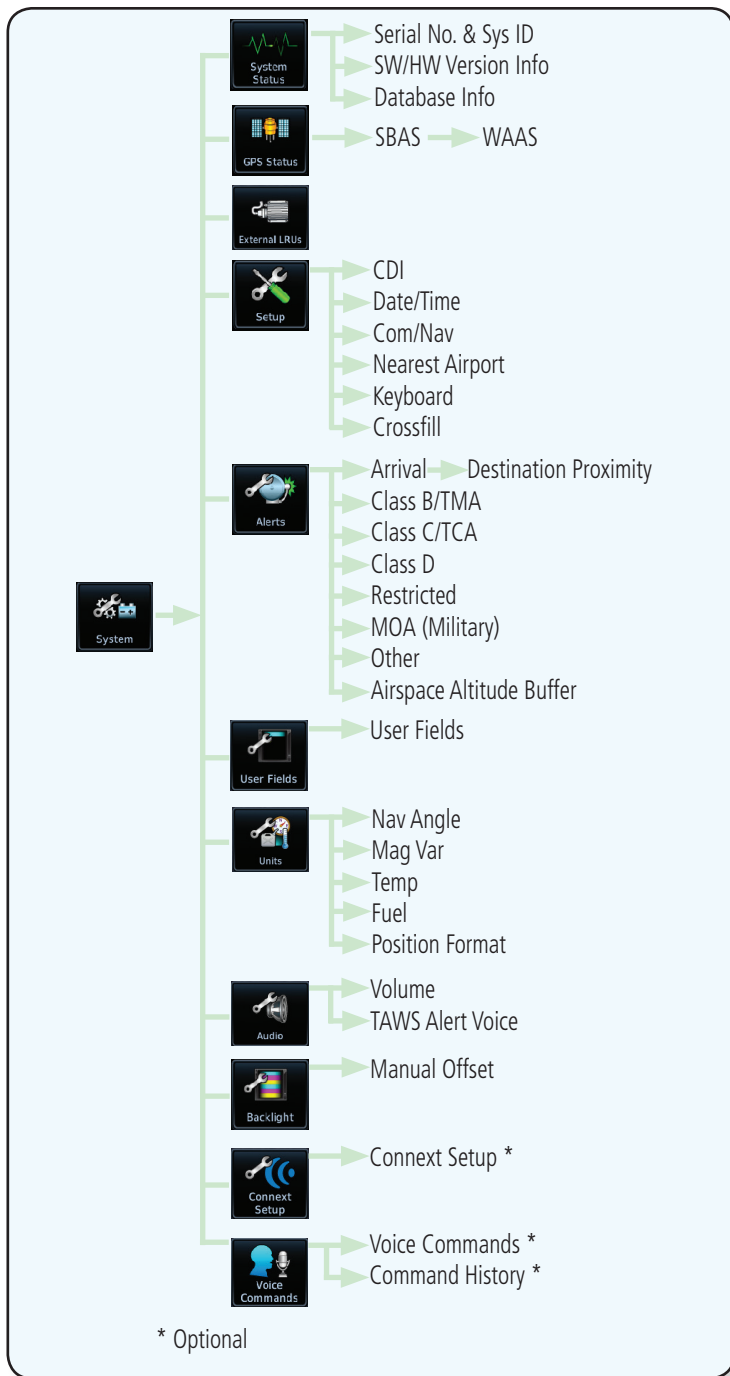 System
System
Status
Serial No. & Sys ID
SW/HW Version Info
Database Info
GPS Status
SBAS
WAAS
External LRUs
Setup
CDI
Date/Time
Com/Nav
Nearest Airport
Keyboard
Crossfill
Alerts
Arrival
Destination Proximity
Class B/TMA
Class C/TCA
Class D
Restricted
MOA (Military)
Other
Airspace Altitude Buffer
User Fields
User Fields
Units
Nav Angle
Mag Var
Temp
Fuel
Position Format
Audio
Volume
TAWS Alert Voice
Backlight
Manual Offset
Connext
Setup
Connext Setup *
Voice
Commands
Voice Commands *
Command History *
* Optional